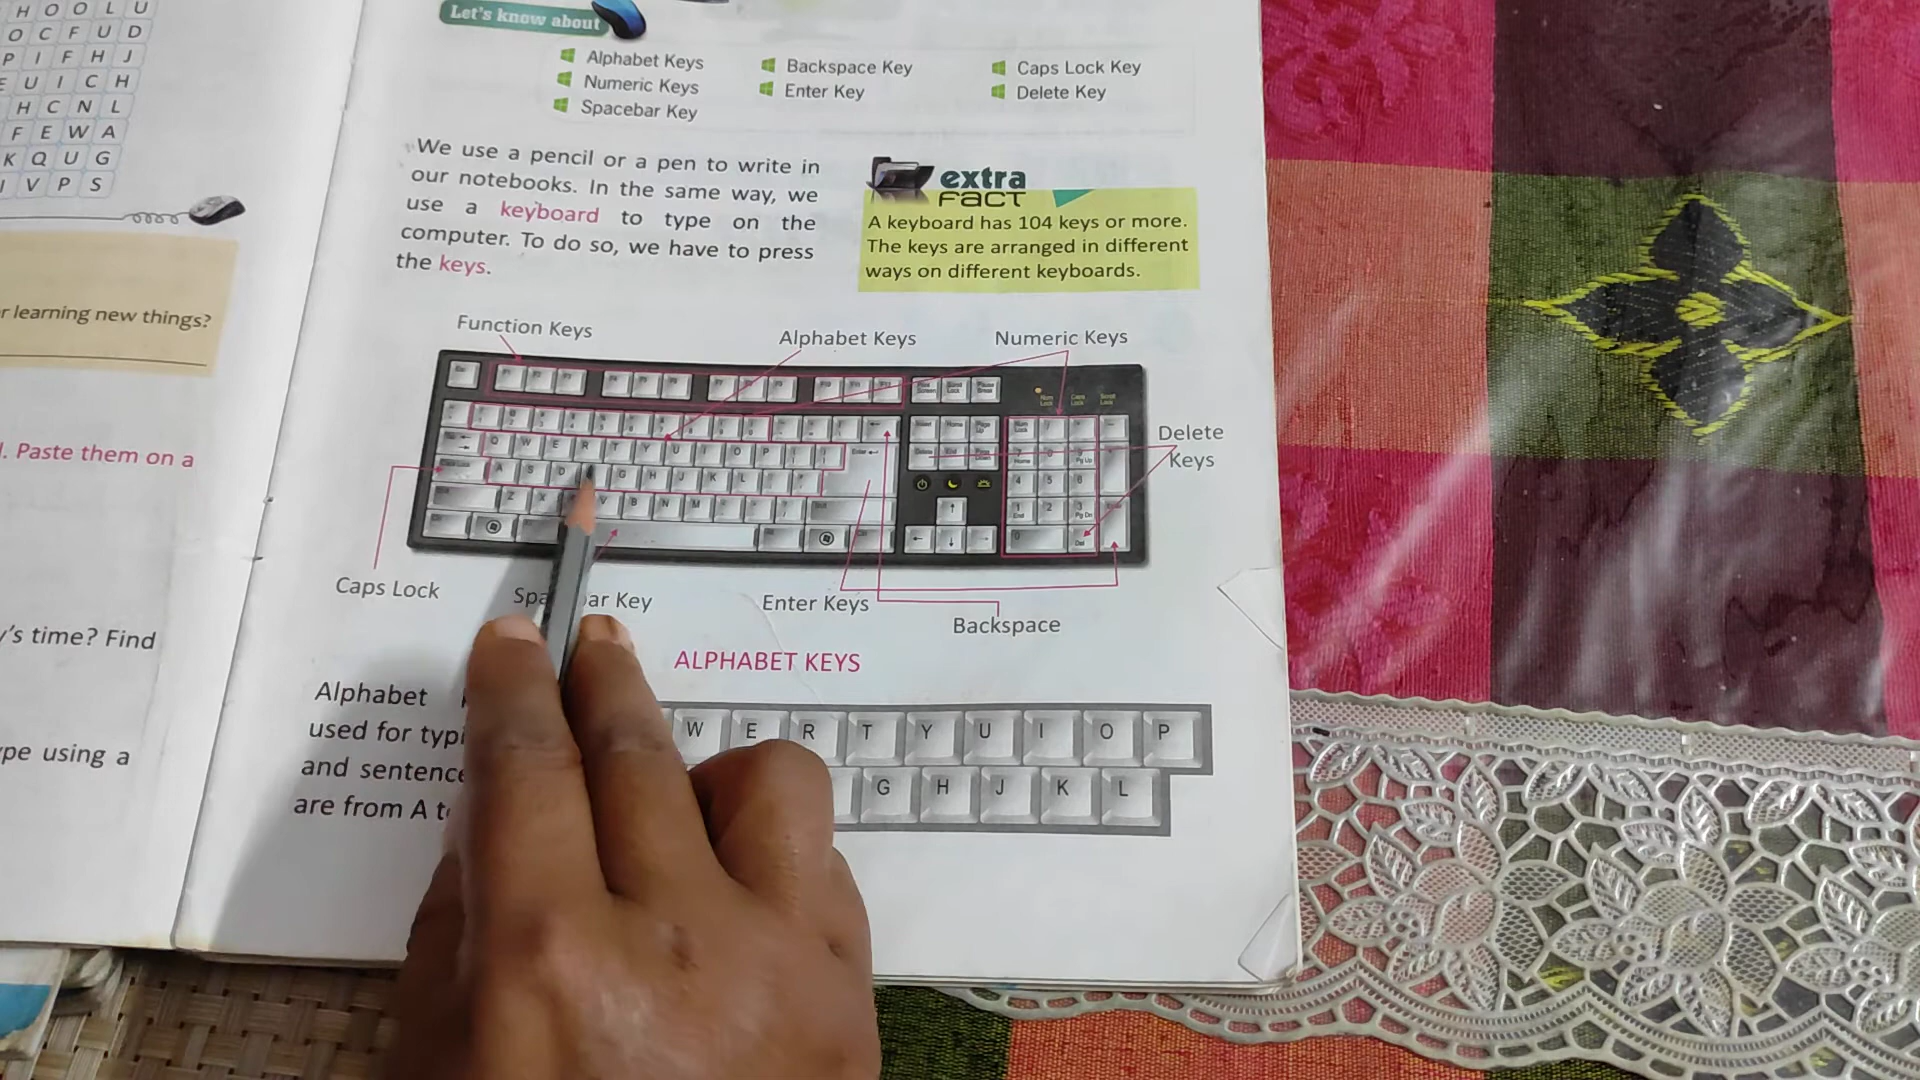 H O O L U
O C F U D
P I F H J
E U I C H
H C N L
F E W A
K Q U G
V P S
r learning new things?
. Paste them on a
y's time? Find
pe using a
Let's know about
Alphabet Keys
Numeric Keys
Spacebar Key
Backspace Key
Enter Key
Caps Lock Key
Delete Key
We use a pencil or a pen to write in
our notebooks. In the same way, we
use a keyboard to type on the
computer. To do so, we have to press
the keys.
extra
FACT
A keyboard has 104 keys or more.
The keys are arranged in different
ways on different keyboards.
Function Keys
Alphabet Keys
Numeric Keys
Q W E R T Y U I O P
A S D G H J K L
Z X V B N M
Delete
Keys
Caps Lock
Spa ar Key
Enter Keys
Backspace
ALPHABET KEYS
Alphabet
used for typi
and sentence
are from A t
W E R T Y U I O P
G H J K L